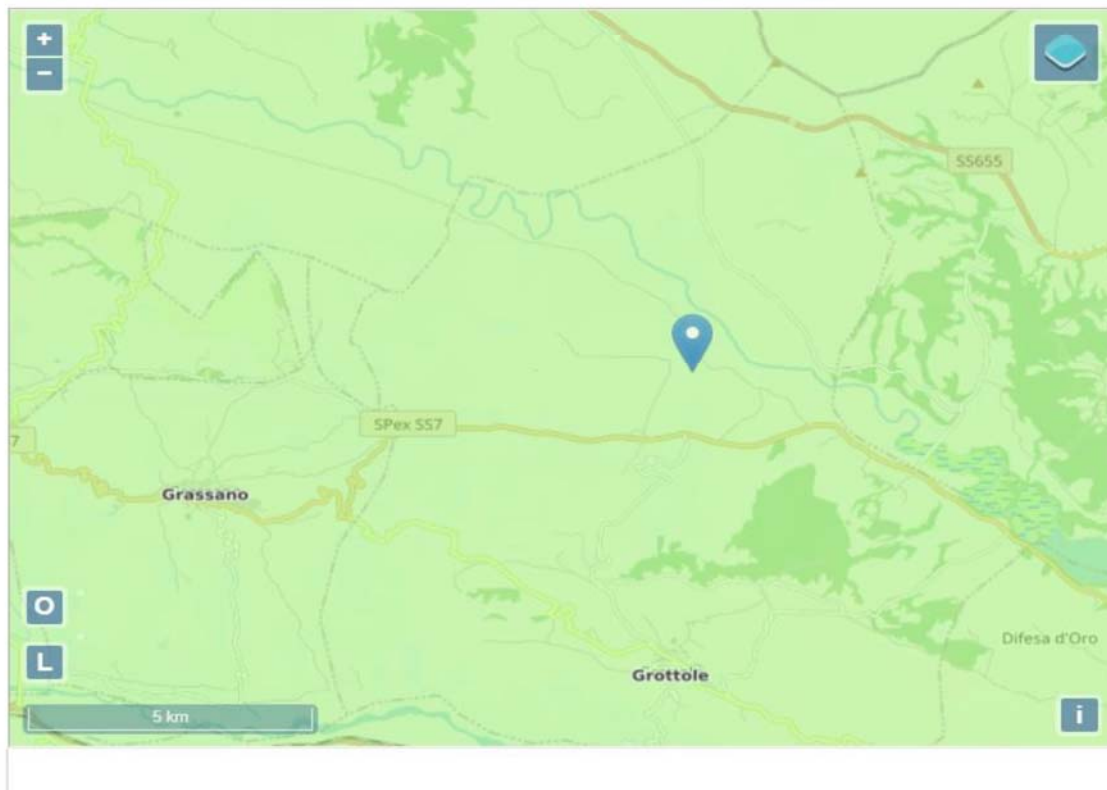 +
−
SS655
SPex SS7
7
Grassano
O
Difesa d'Oro
L
Grottole
5 km
i